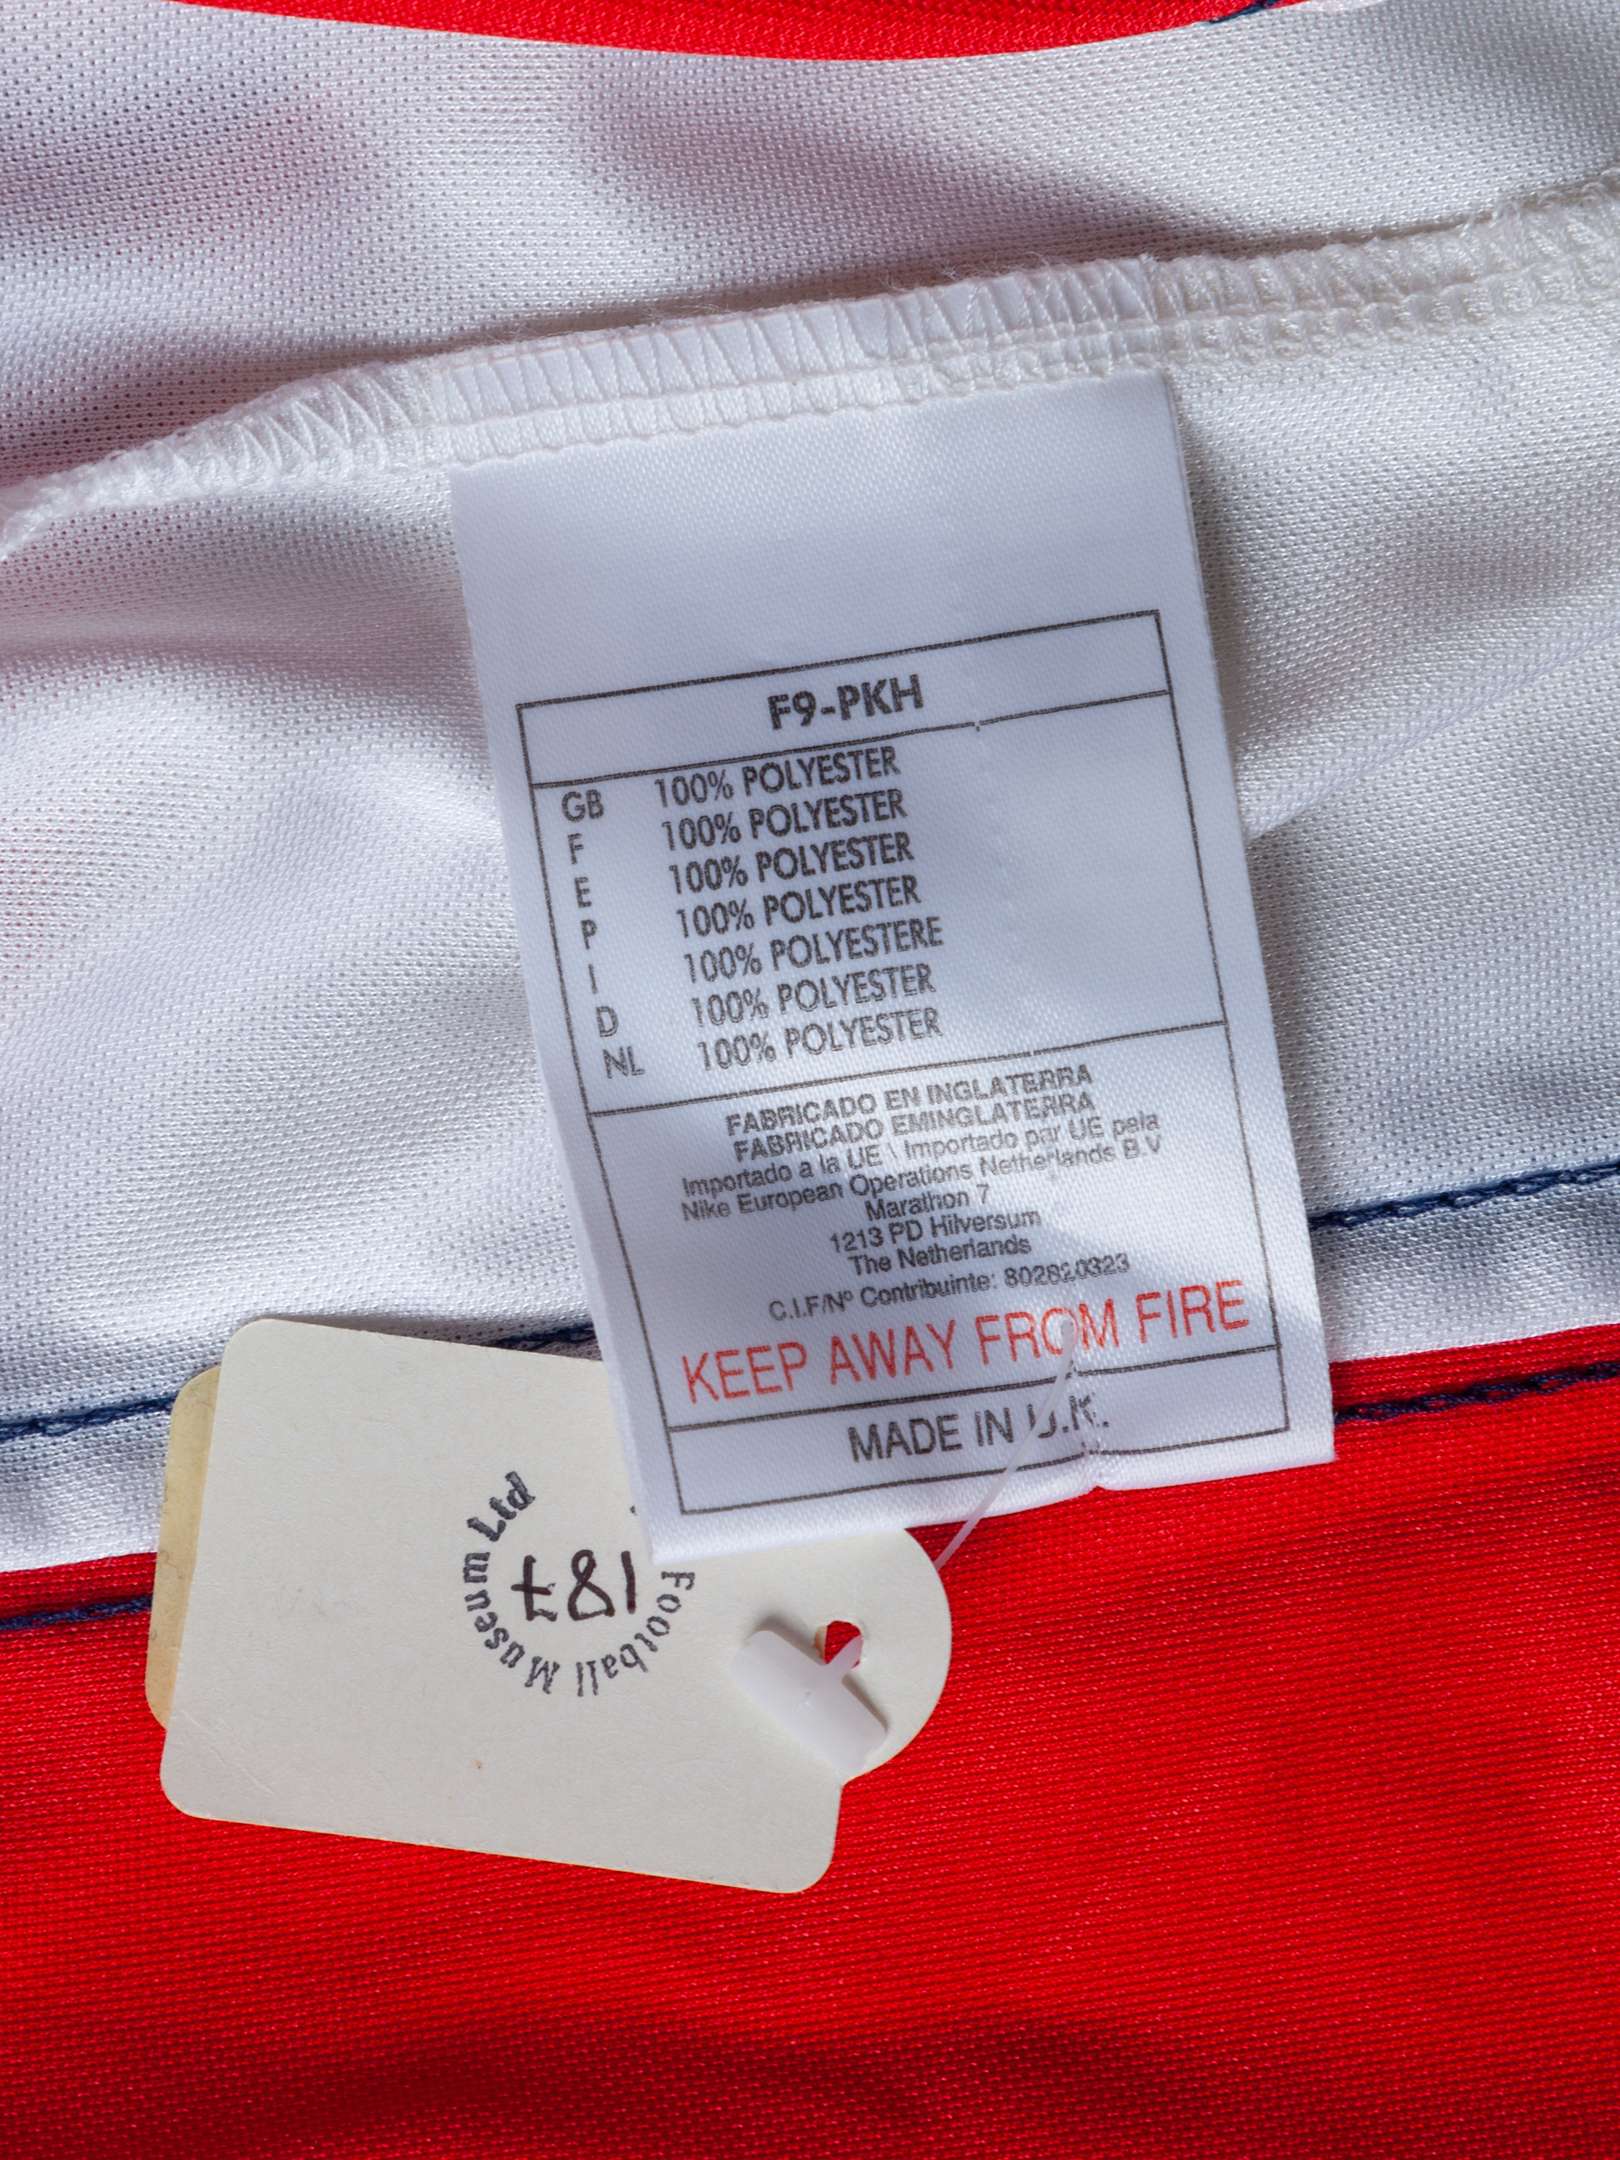 F9-PKH
GB 100% POLYESTER
F 100% POLYESTER
E 100% POLYESTER
P 100% POLYESTER
I 100% POLYESTERE
D 100% POLYESTER
NL 100% POLYESTER
FABRICADO EN INGLATERRA
FABRICADO EMINGLATERRA
Importado a la UE \ Importado par UE pela
Nike European Operations Netherlands B.V
Marathon 7
1213 PD Hilversum
The Netherlands
C.I.F/Nº Contribuinte: 802820323
KEEP AWAY FROM FIRE
MADE IN U.K.
Football Museum Ltd
187